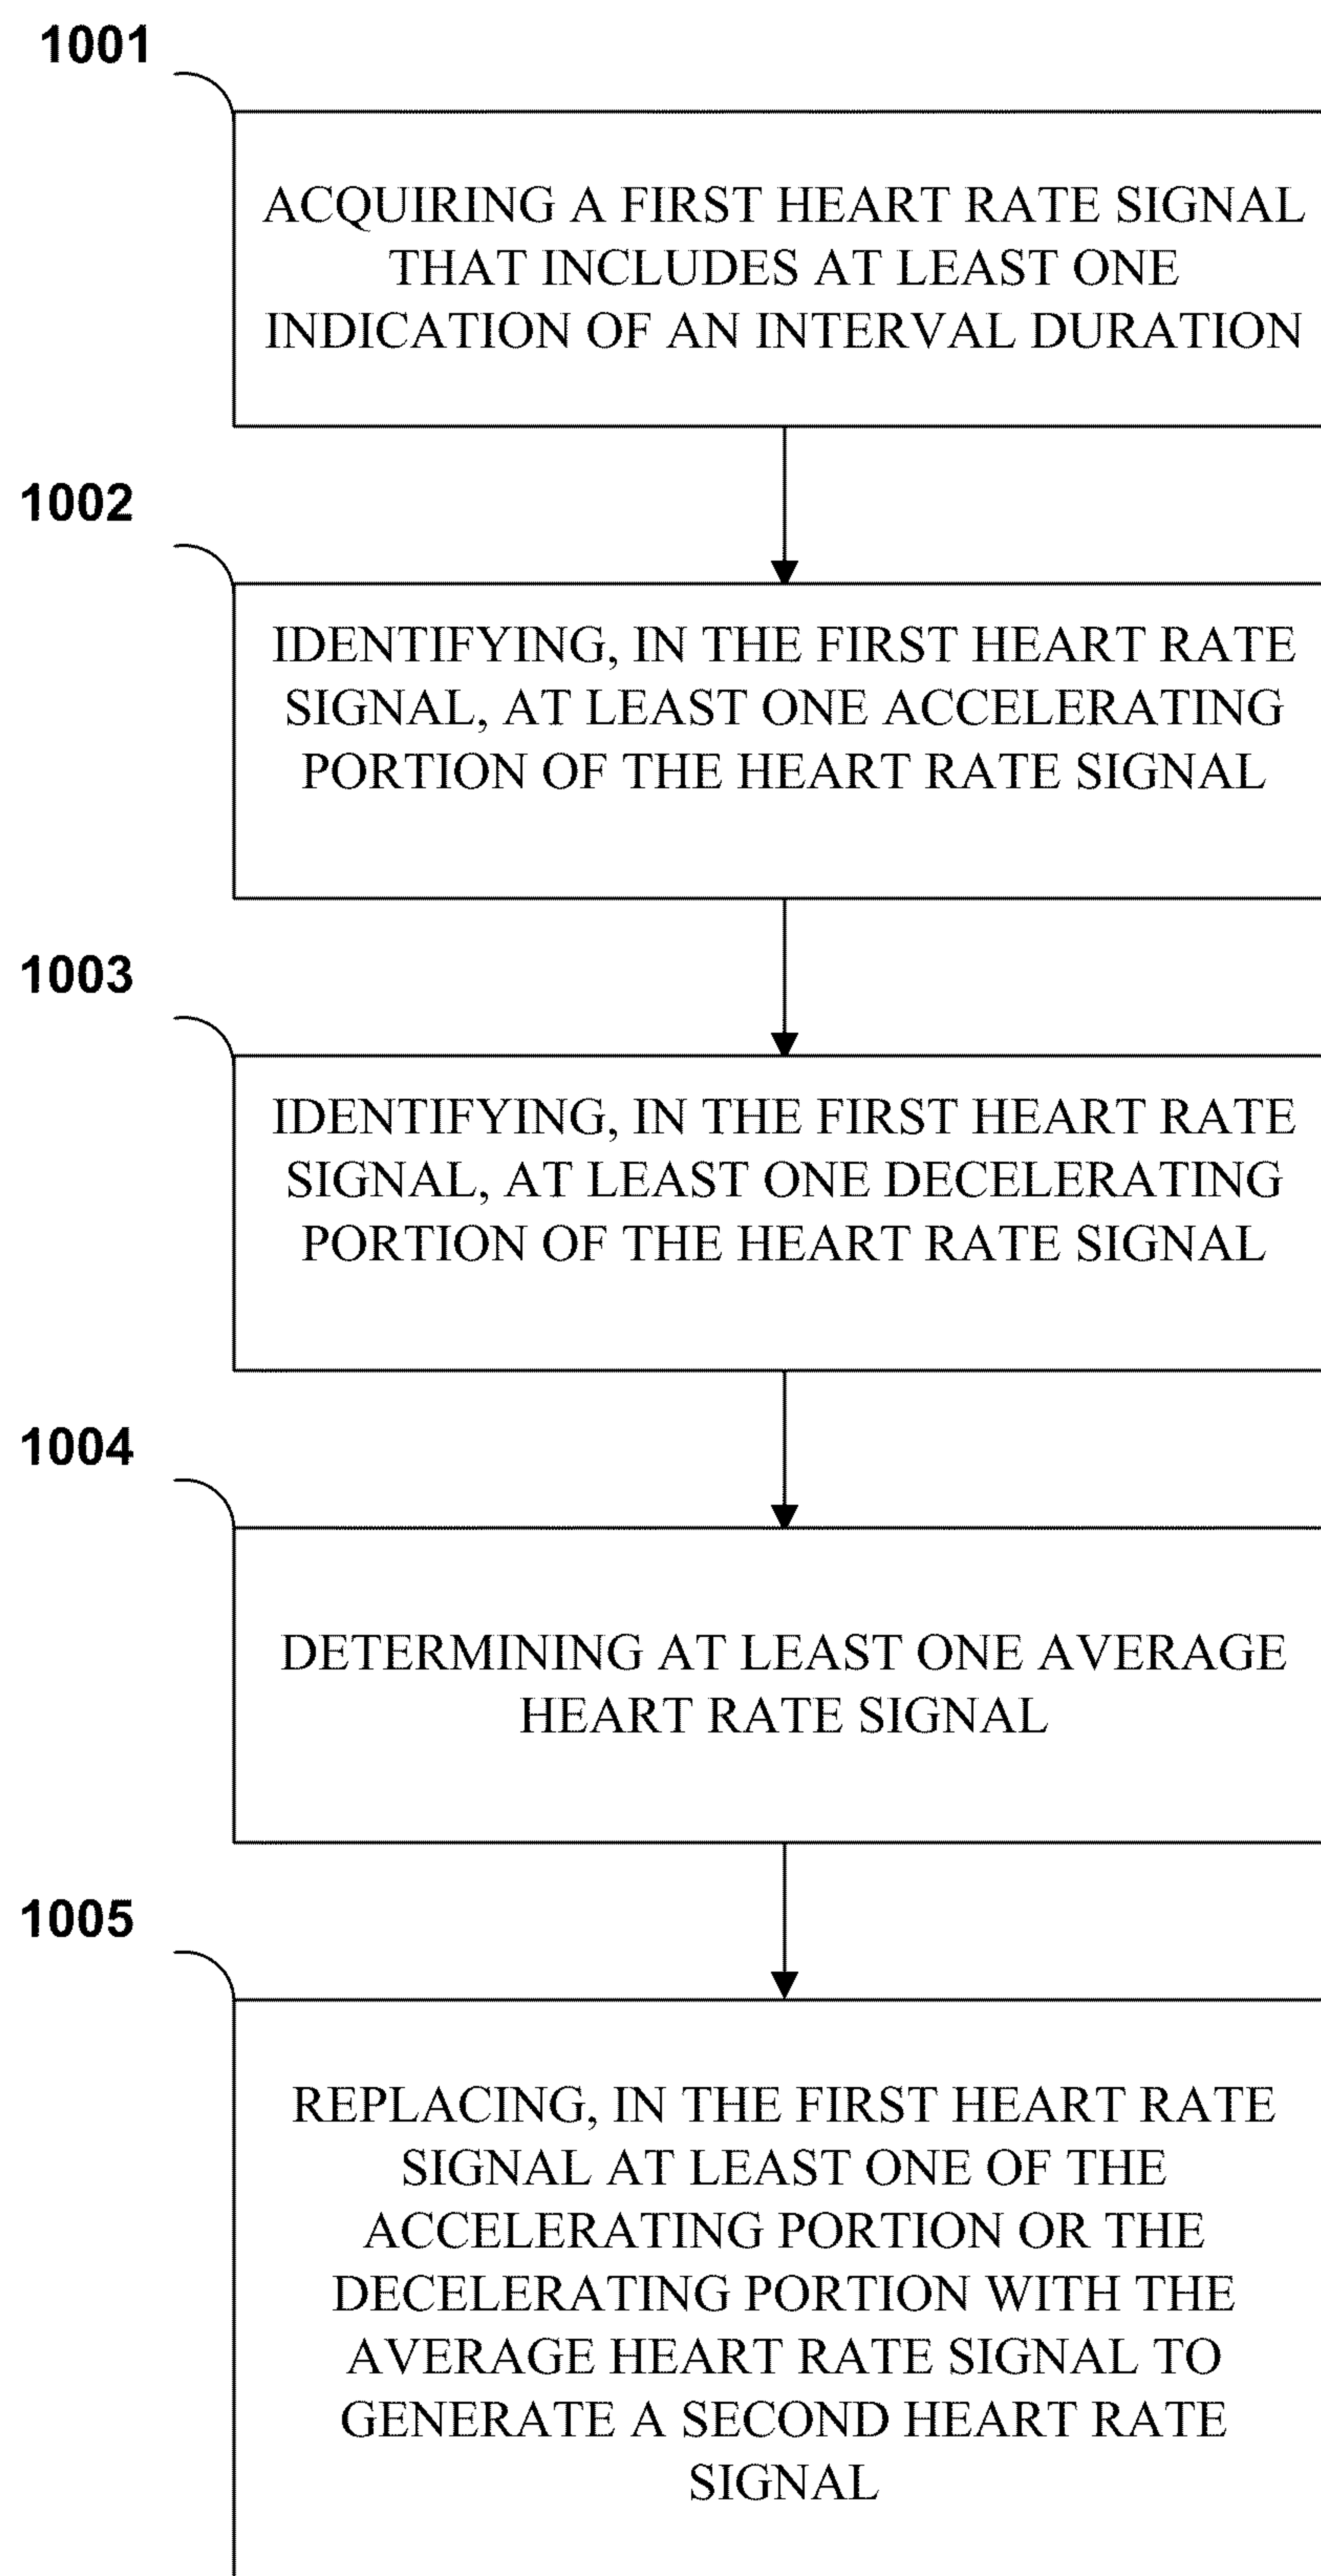 1001
ACQUIRING A FIRST HEART RATE SIGNAL
THAT INCLUDES AT LEAST ONE
INDICATION OF AN INTERVAL DURATION
1002
IDENTIFYING, IN THE FIRST HEART RATE
SIGNAL, AT LEAST ONE ACCELERATING
PORTION OF THE HEART RATE SIGNAL
1003
IDENTIFYING, IN THE FIRST HEART RATE
SIGNAL, AT LEAST ONE DECELERATING
PORTION OF THE HEART RATE SIGNAL
1004
DETERMINING AT LEAST ONE AVERAGE
HEART RATE SIGNAL
1005
REPLACING, IN THE FIRST HEART RATE
SIGNAL AT LEAST ONE OF THE
ACCELERATING PORTION OR THE
DECELERATING PORTION WITH THE
AVERAGE HEART RATE SIGNAL TO
GENERATE A SECOND HEART RATE
SIGNAL